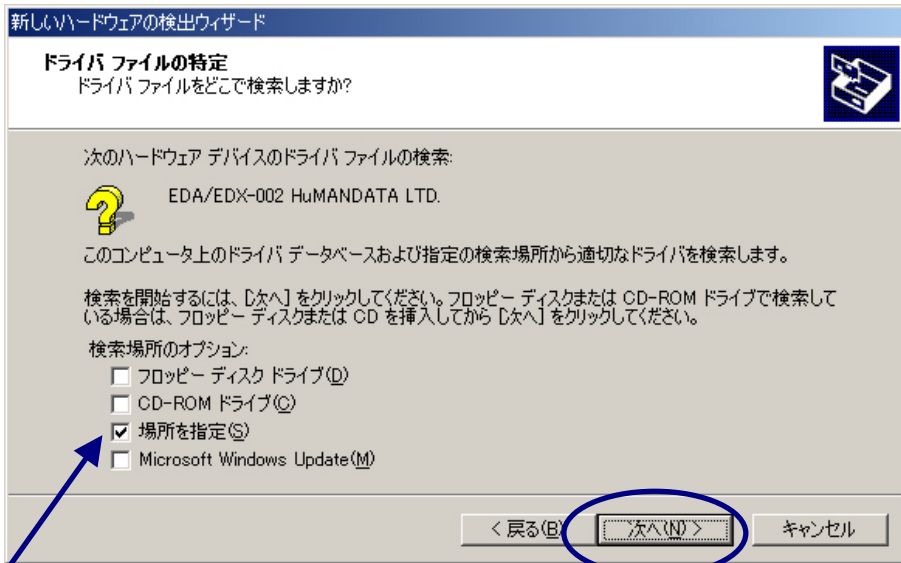 新しいハードウェアの検出ウィザード
ドライバ ファイルの特定
ドライバ ファイルをどこで検索しますか?
次のハードウェア デバイスのドライバ ファイルの検索:
EDA/EDX-002 HuMANDATA LTD.
このコンピュータ上のドライバ データベースおよび指定の検索場所から適切なドライバを検索します。
検索を開始するには、[次へ] をクリックしてください。フロッピー ディスクまたは CD-ROM ドライブで検索して
いる場合は、フロッピー ディスクまたは CD を挿入してから [次へ] をクリックしてください。
検索場所のオプション:
フロッピー ディスク ドライブ(D)
CD-ROM ドライブ(C)
場所を指定(S)
Microsoft Windows Update(M)
< 戻る(B) 次へ(N) > キャンセル